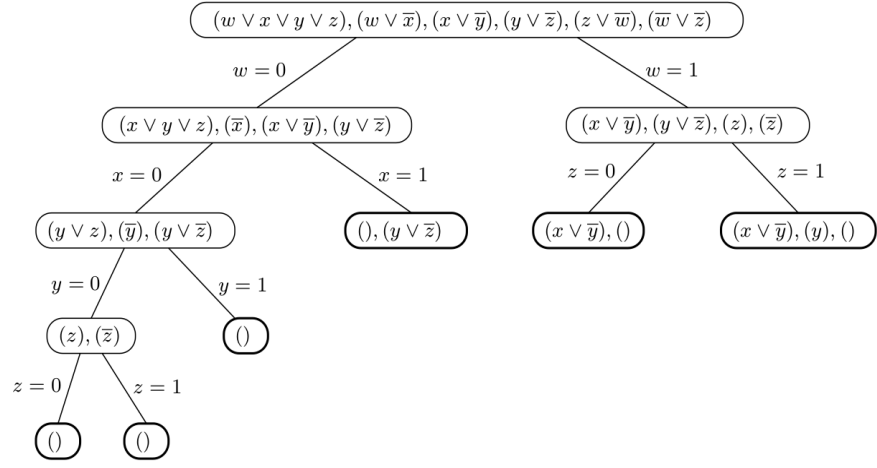 (w ∨ x ∨ y ∨ z), (w ∨ x̅), (x ∨ y̅), (y ∨ z̅), (z ∨ w̅), (w̅ ∨ z̅)
w = 0
w = 1
(x ∨ y ∨ z), (x̅), (x ∨ y̅), (y ∨ z̅)
(x ∨ y̅), (y ∨ z̅), (z), (z̅)
x = 0
x = 1
z = 0
z = 1
(y ∨ z), (y̅), (y ∨ z̅)
(), (y ∨ z̅)
(x ∨ y̅), ()
(x ∨ y̅), (y), ()
y = 0
y = 1
(z), (z̅)
()
z = 0
z = 1
()
()